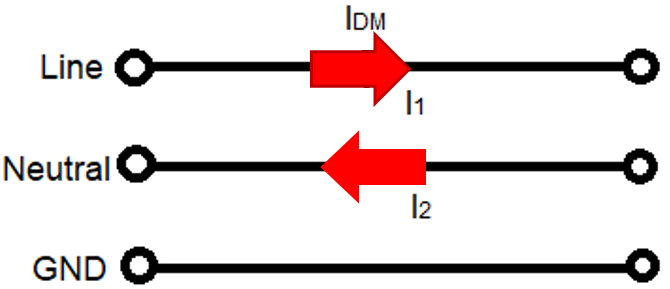 IDM
Line
I1
Neutral
I2
GND